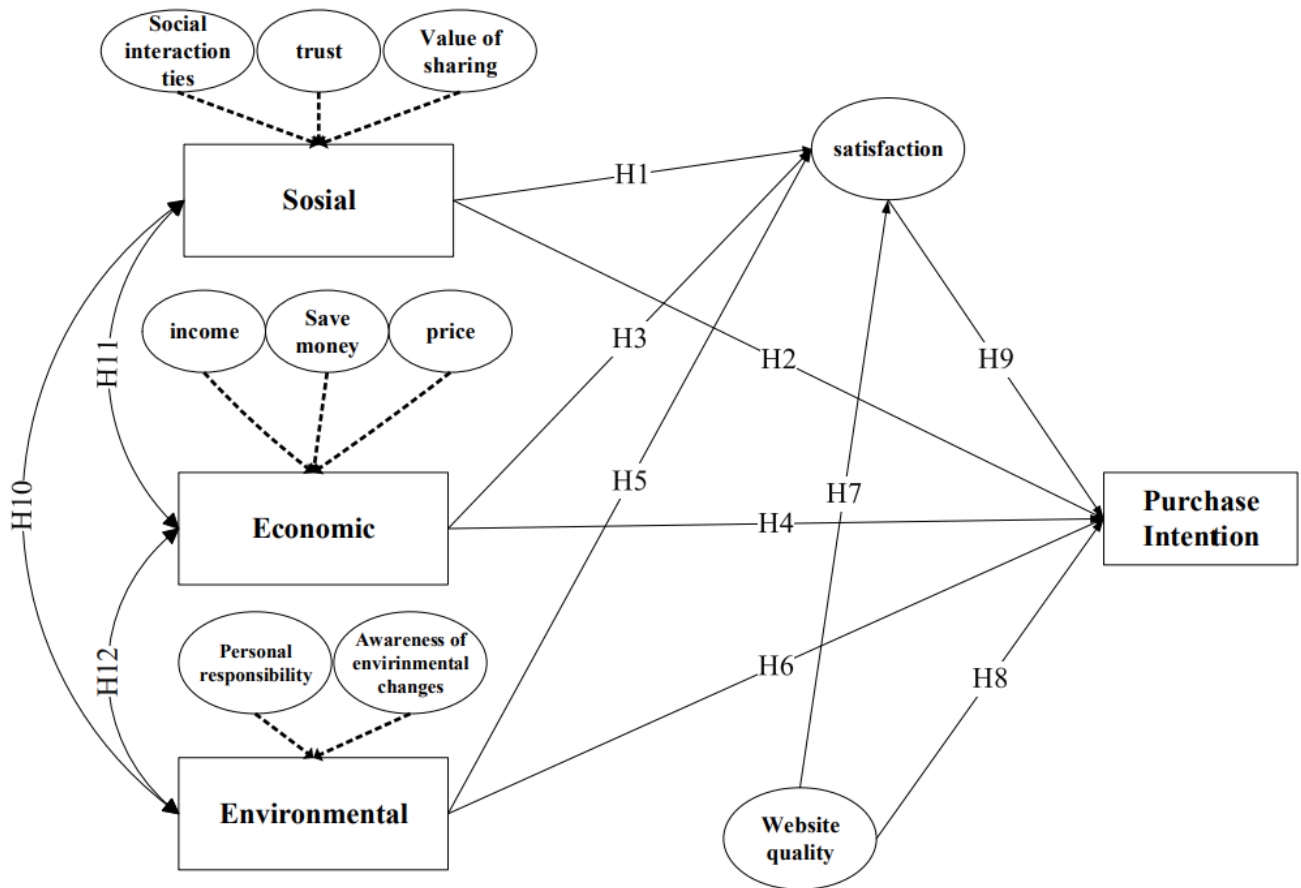 Social
interaction
ties
trust
Value of
sharing
satisfaction
H1
Sosial
income
Save
money
price
H3
H2
H9
H11
H10
H5
H7
H4
Economic
Purchase
Intention
Personal
responsibility
Awareness of
envirinmental
changes
H12
H6
H8
Environmental
Website
quality